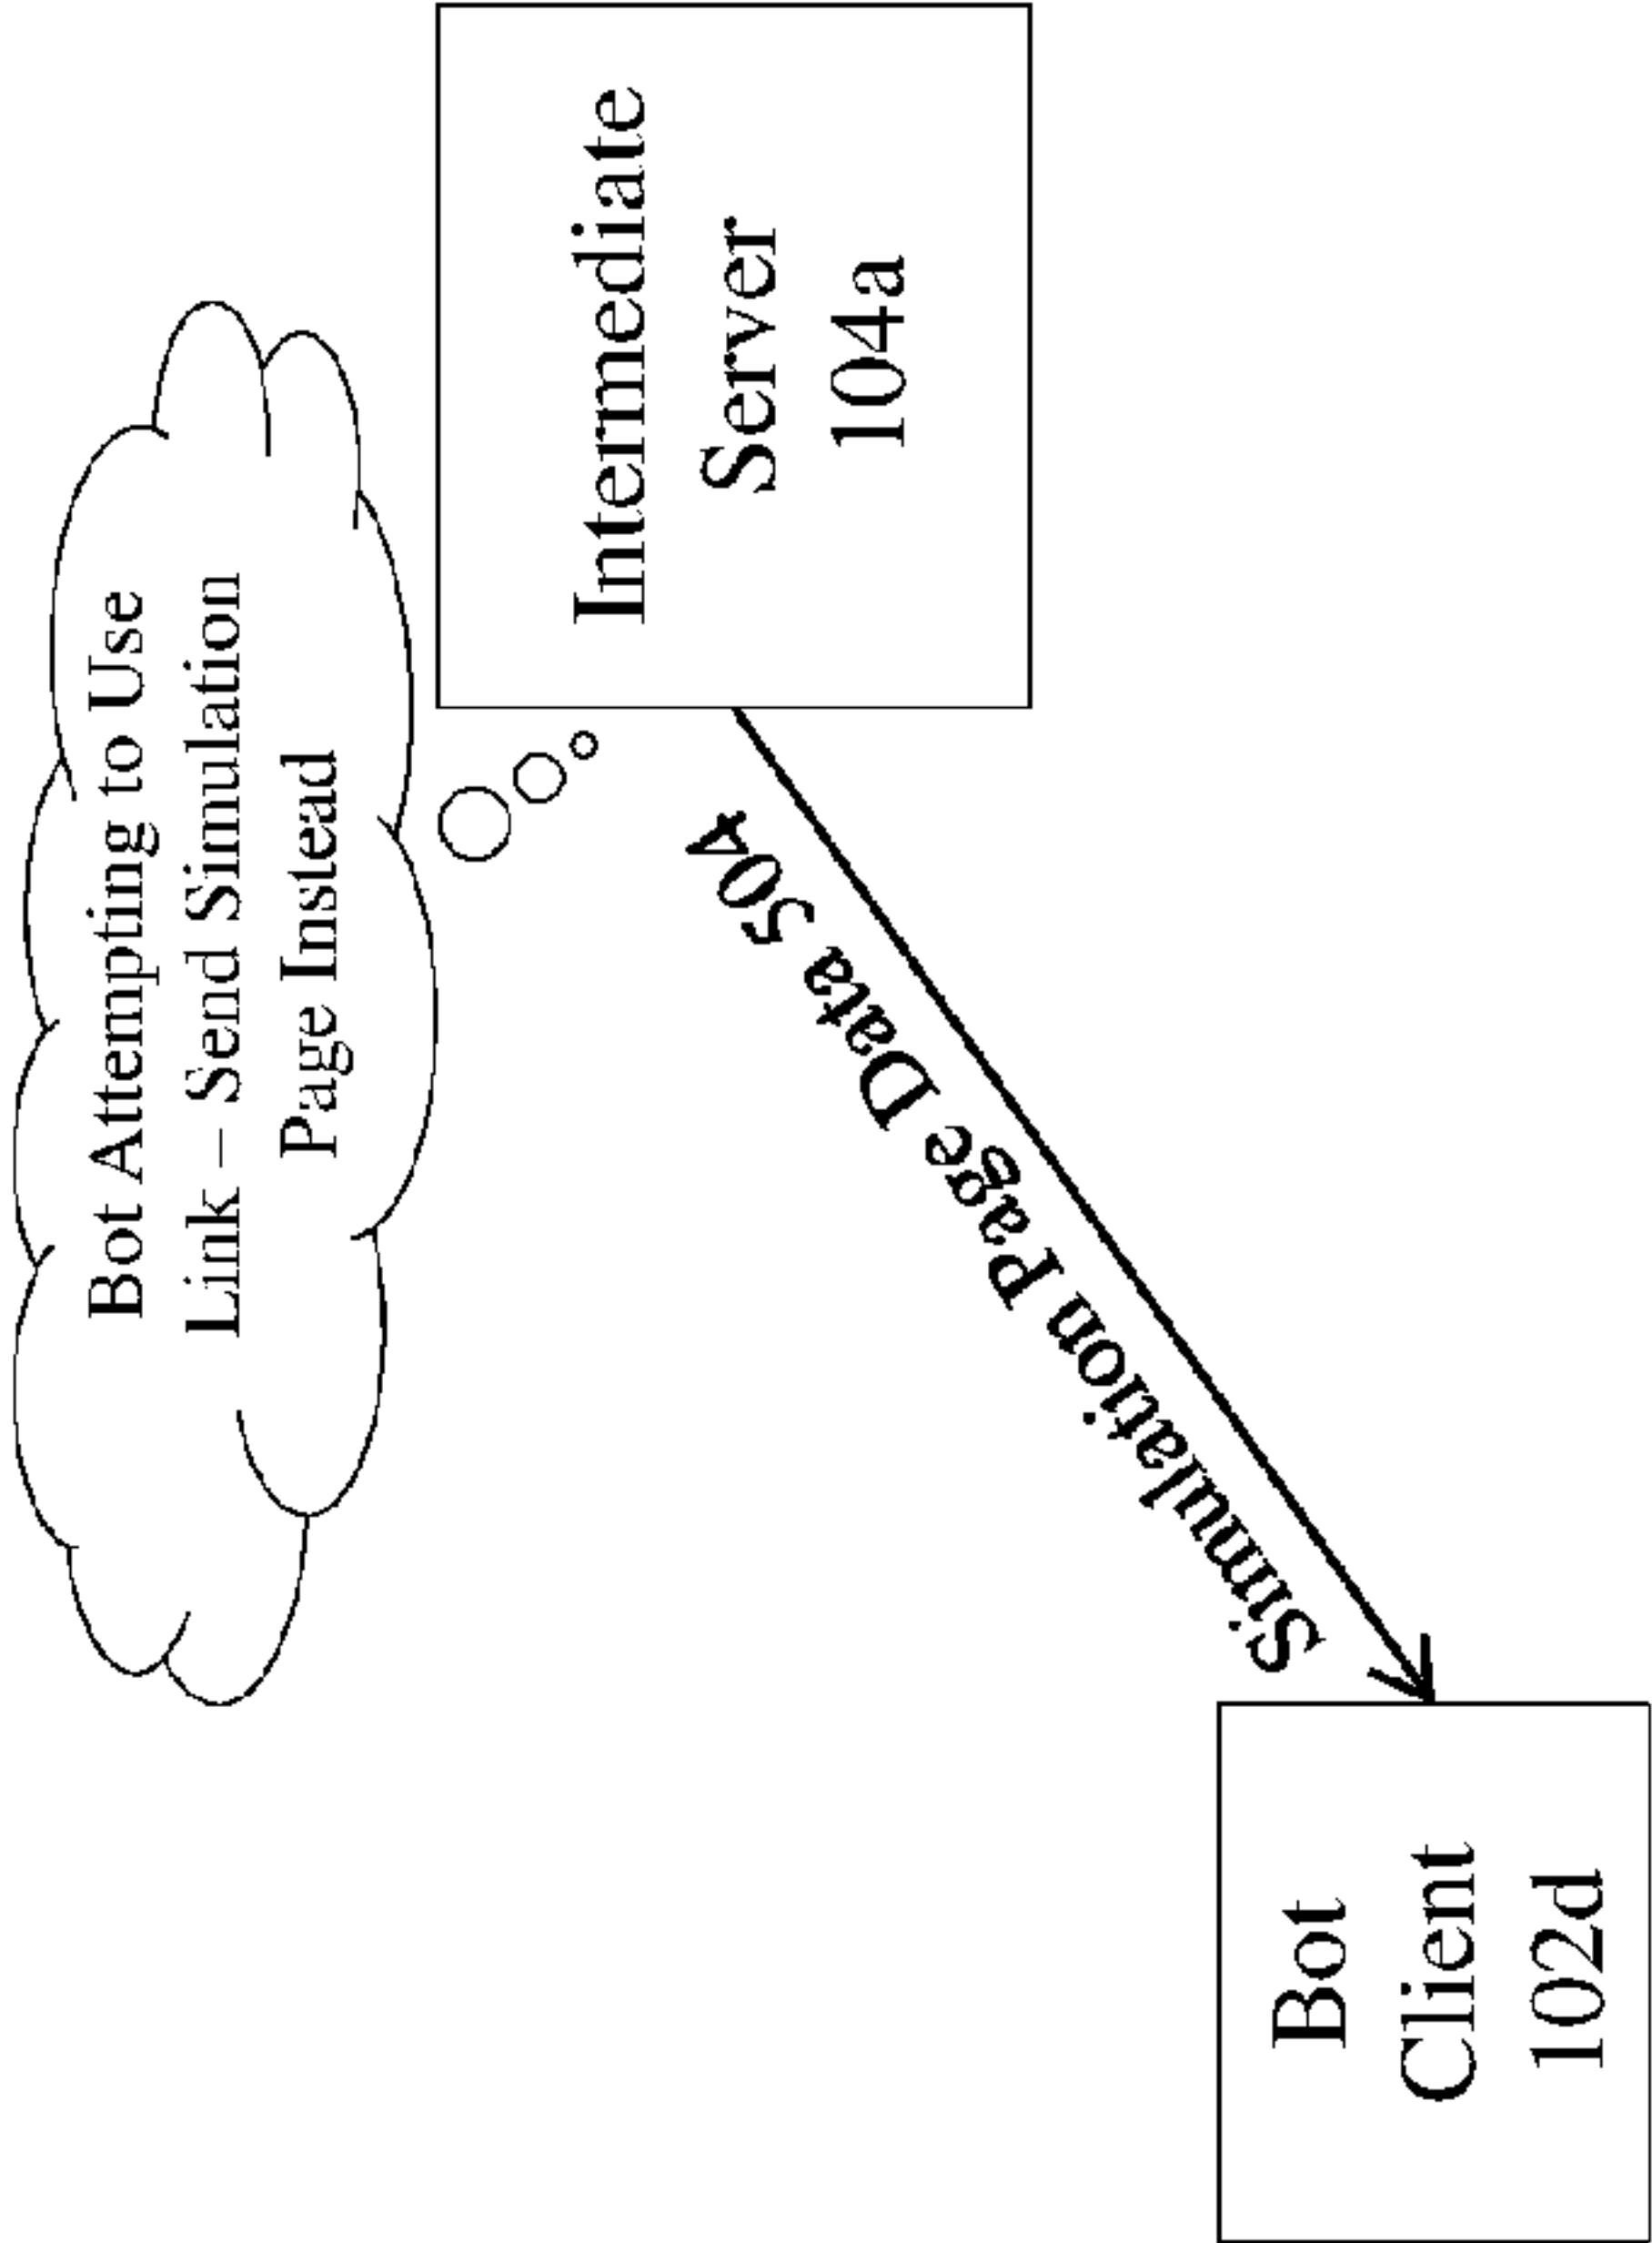 Bot Attempting to Use
Link – Send Simulation
Page Instead
Intermediate
Server
104a
Simulation Page Data 504
Bot
Client
102d